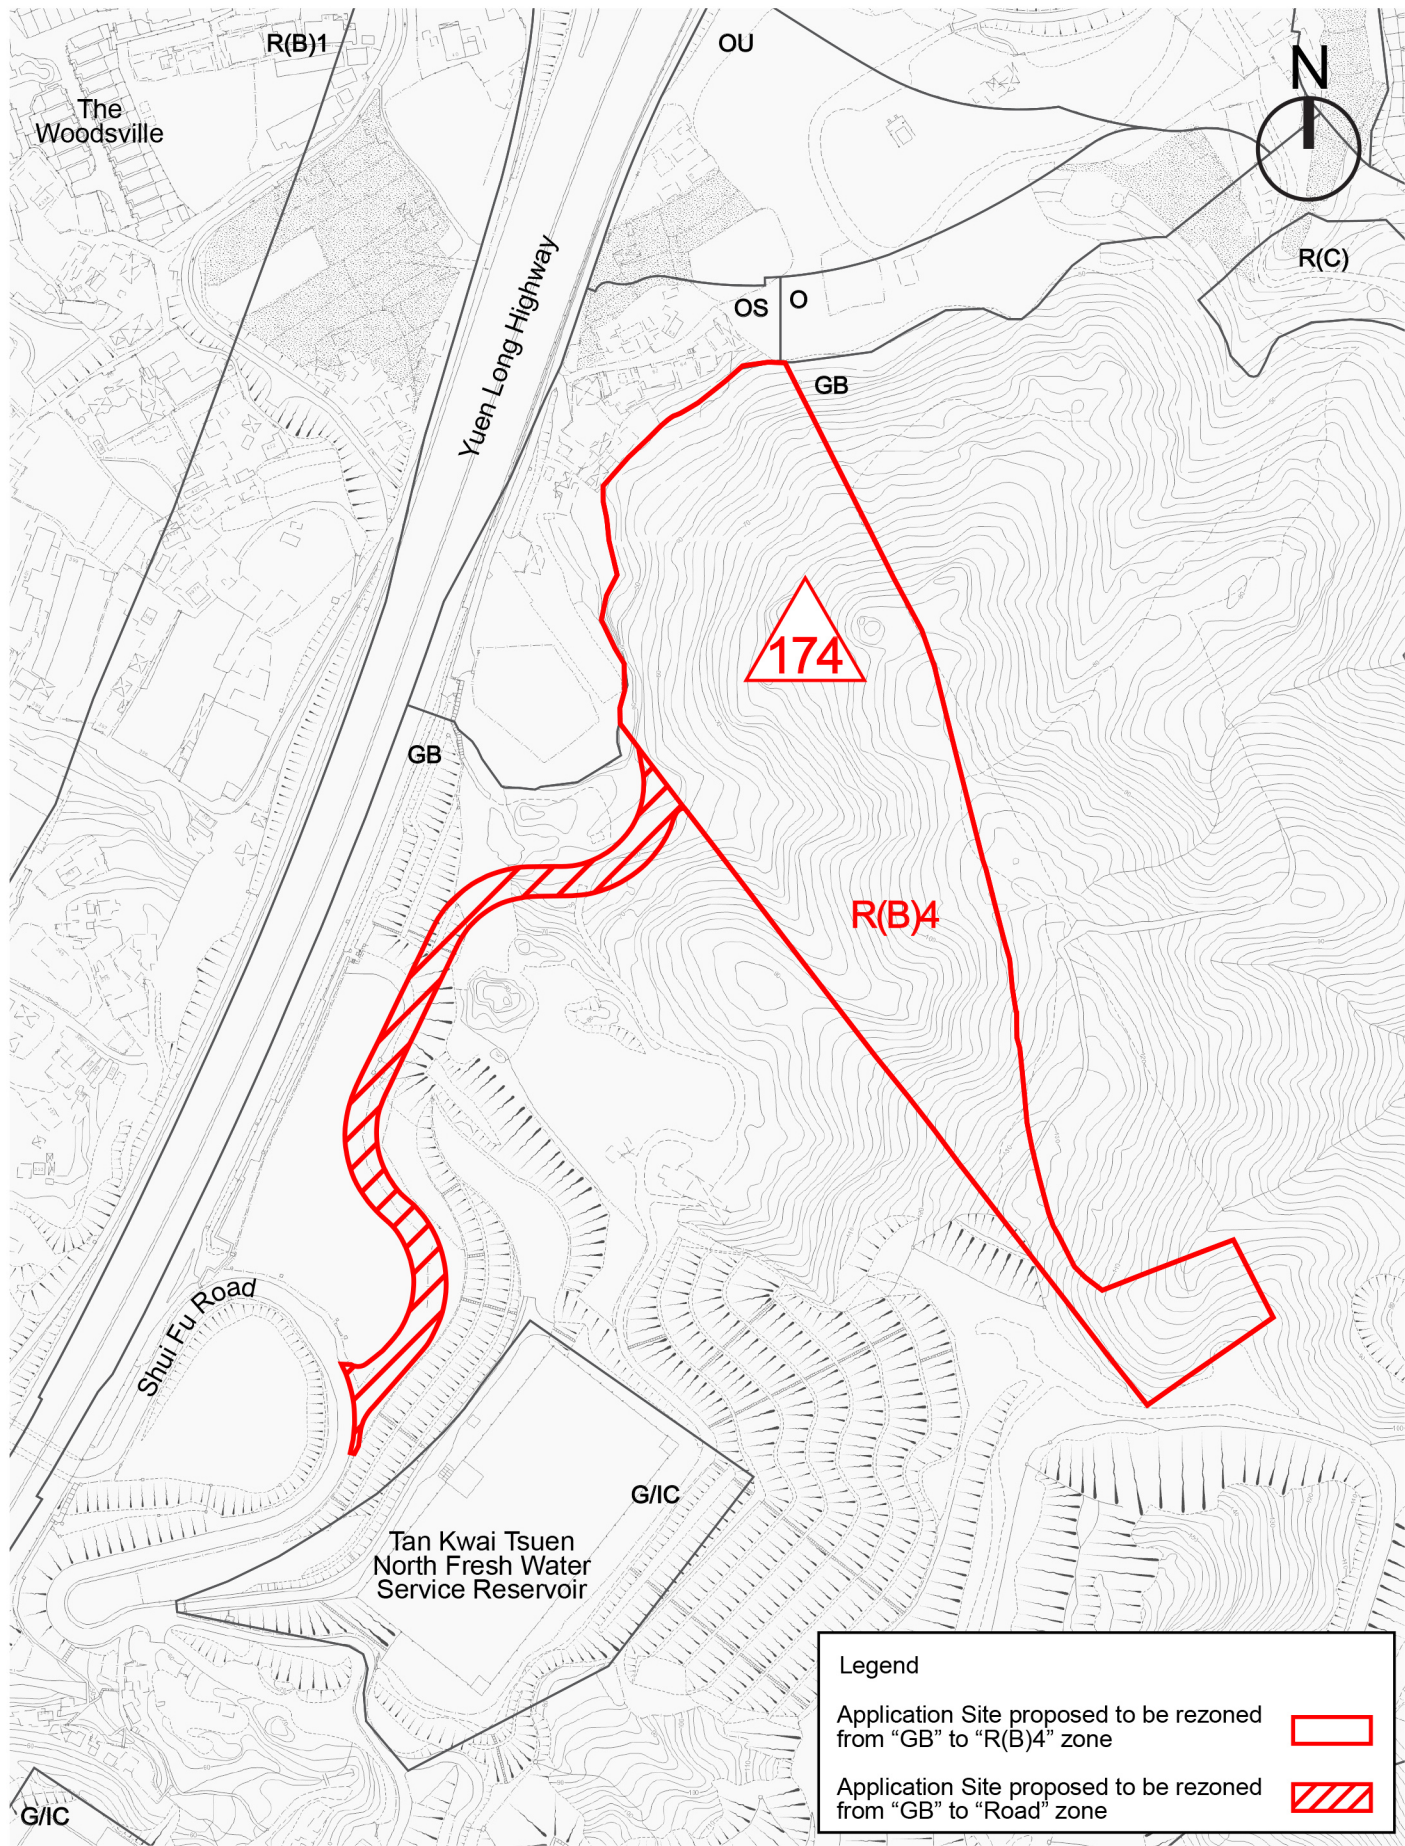 R(B)1
OU
N
The
Woodsville
R(C)
Yuen Long Highway
OS
O
GB
174
GB
R(B)4
Shui Fu Road
G/IC
Tan Kwai Tsuen
North Fresh Water
Service Reservoir
Legend
Application Site proposed to be rezoned
from “GB” to “R(B)4” zone
Application Site proposed to be rezoned
from “GB” to “Road” zone
G/IC